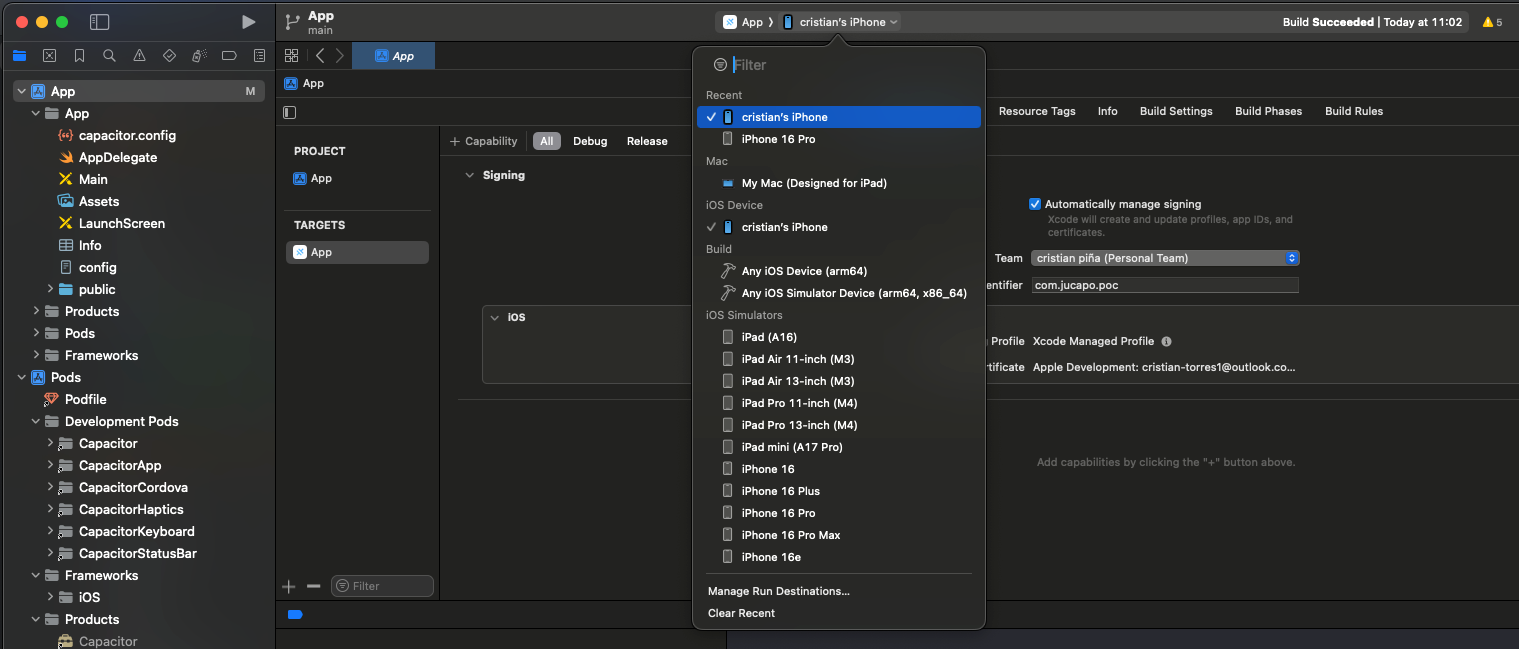 App
main
App
cristian's iPhone
Build Succeeded | Today at 11:02
5
App
App
Filter
Recent
cristian's iPhone
iPhone 16 Pro
Mac
My Mac (Designed for iPad)
iOS Device
cristian's iPhone
Build
Any iOS Device (arm64)
Any iOS Simulator Device (arm64, x86_64)
iOS Simulators
iPad (A16)
iPad Air 11-inch (M3)
iPad Air 13-inch (M3)
iPad Pro 11-inch (M4)
iPad Pro 13-inch (M4)
iPad mini (A17 Pro)
iPhone 16
iPhone 16 Plus
iPhone 16 Pro
iPhone 16 Pro Max
iPhone 16e
Manage Run Destinations...
Clear Recent
App M
App
capacitor.config
AppDelegate
Main
Assets
LaunchScreen
Info
config
public
Products
Pods
Frameworks
Pods
Podfile
Development Pods
Capacitor
CapacitorApp
CapacitorCordova
CapacitorHaptics
CapacitorKeyboard
CapacitorStatusBar
Frameworks
iOS
Products
Capacitor
PROJECT
App
TARGETS
App
Filter
Resource Tags Info Build Settings Build Phases Build Rules
+ Capability All Debug Release
Signing
Automatically manage signing
Xcode will create and update profiles, app IDs, and
certificates.
Team cristian piña (Personal Team)
entifier com.jucapo.poc
iOS
Profile Xcode Managed Profile
rtificate Apple Development: cristian-torres1@outlook.co...
Add capabilities by clicking the "+" button above.